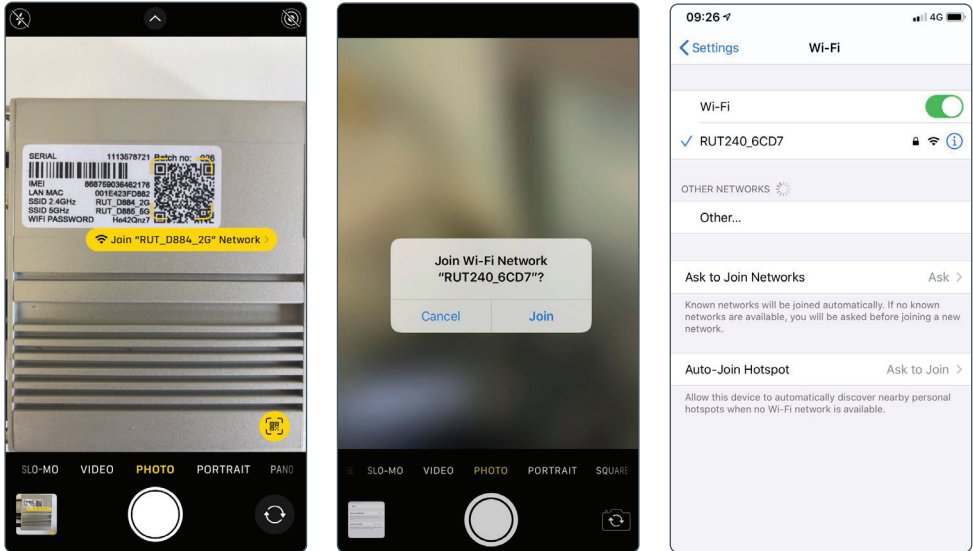 SERIAL 1113578721 Batch no: 026
IMEI 868759036462176
LAN MAC 001E423FD882
SSID 2.4GHz RUT_D884_2G
SSID 5GHz RUT_D885_5G
WIFI PASSWORD He42Qnz7
Join “RUT_D884_2G” Network >
SLO-MO VIDEO PHOTO PORTRAIT PANO
Join Wi-Fi Network
“RUT240_6CD7”?
Cancel Join
SLO-MO VIDEO PHOTO PORTRAIT SQUARE
09:26 4G
Settings Wi-Fi
Wi-Fi
RUT240_6CD7
OTHER NETWORKS
Other...
Ask to Join Networks Ask >
Known networks will be joined automatically. If no known
networks are available, you will be asked before joining a new
network.
Auto-Join Hotspot Ask to Join >
Allow this device to automatically discover nearby personal
hotspots when no Wi-Fi network is available.